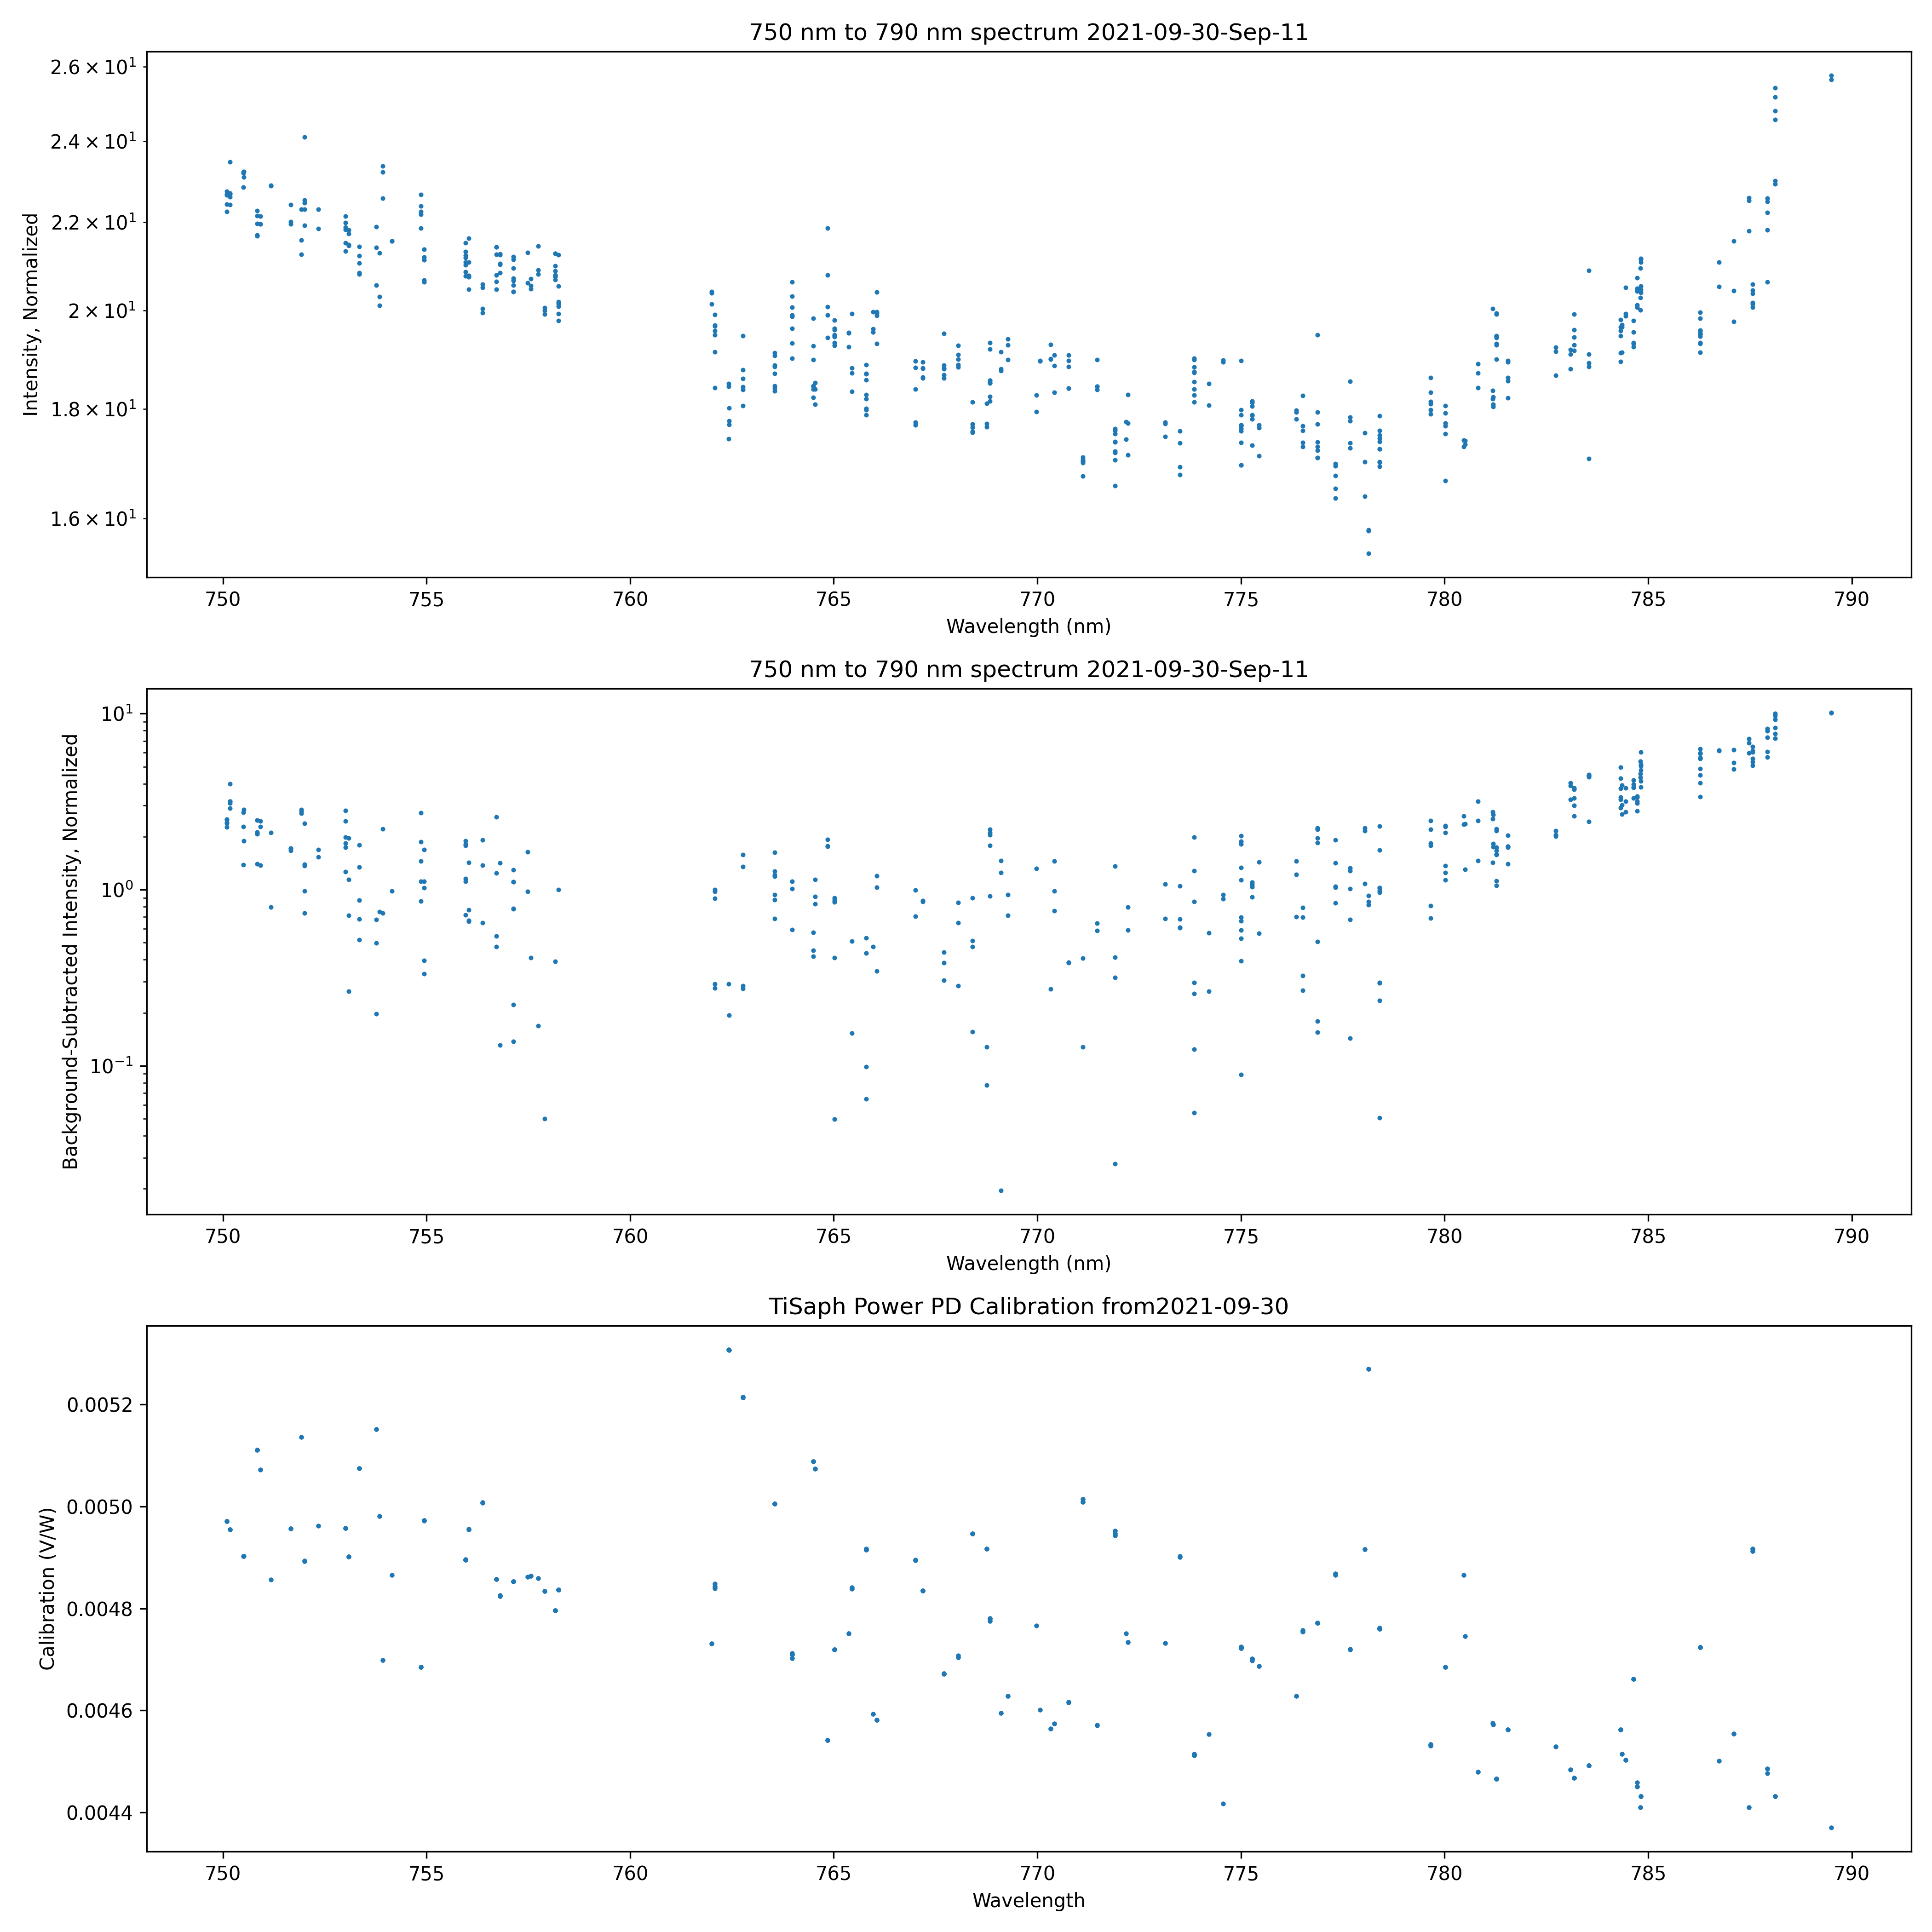 750 nm to 790 nm spectrum 2021-09-30-Sep-11
Intensity, Normalized
2.6 × 10¹
2.4 × 10¹
2.2 × 10¹
2 × 10¹
1.8 × 10¹
1.6 × 10¹
750 755 760 765 770 775 780 785 790
Wavelength (nm)
750 nm to 790 nm spectrum 2021-09-30-Sep-11
Background-Subtracted Intensity, Normalized
10¹
10⁰
10⁻¹
750 755 760 765 770 775 780 785 790
Wavelength (nm)
TiSaph Power PD Calibration from2021-09-30
Calibration (V/W)
0.0052
0.0050
0.0048
0.0046
0.0044
750 755 760 765 770 775 780 785 790
Wavelength